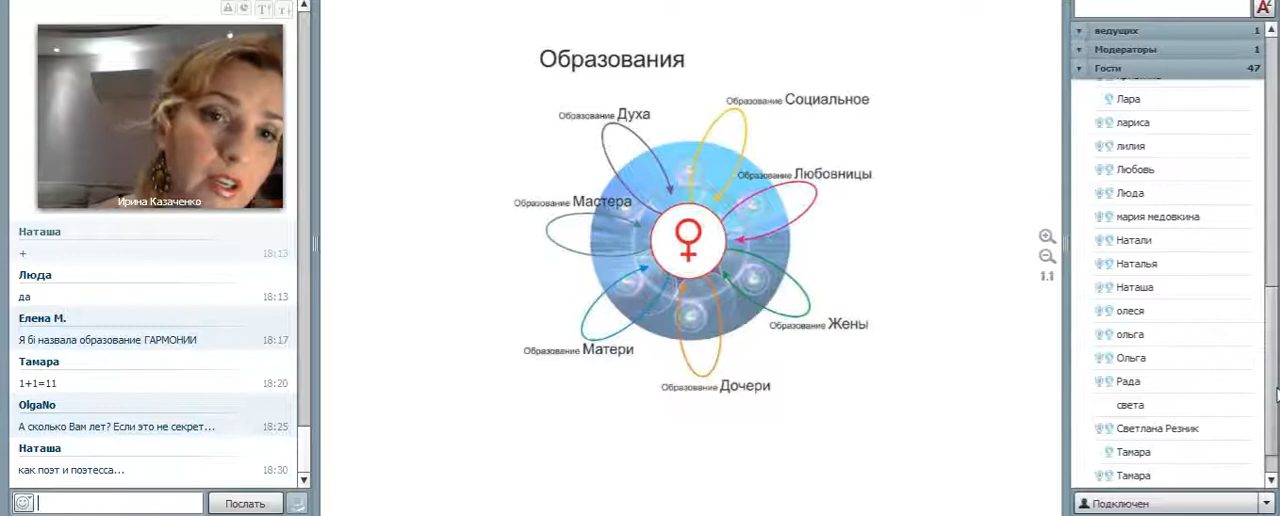 Ирина Казаченко
Наташа
+ 18:13
Люда
да 18:13
Елена М.
Я бі назвала образование ГАРМОНИИ 18:17
Тамара
1+1=11 18:20
OlgaNo
А сколько Вам лет? Если это не секрет... 18:25
Наташа
как поэт и поэтесса... 18:30
Послать
Образования
Образование Социальное
Образование Духа
Образование Любовницы
Образование Мастера
Образование Жены
Образование Матери
Образование Дочери
1.1
ведущих 1
Модераторы 1
Гости 47
Лара
лариса
лилия
Любовь
Люда
мария медовкина
Натали
Наталья
Наташа
олеся
ольга
Ольга
Рада
света
Светлана Резник
Тамара
Тамара
Подключен